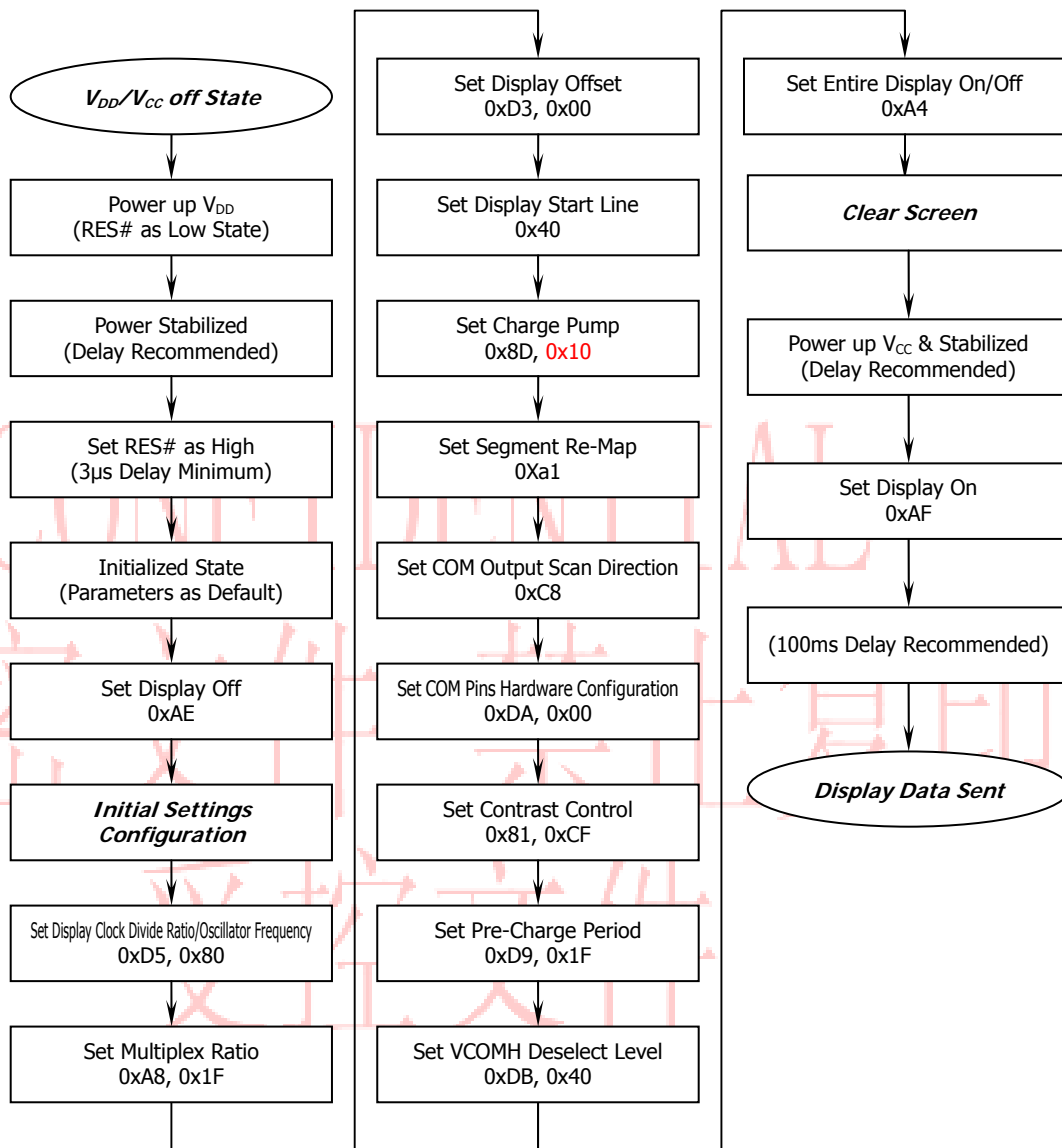 V_DD/V_CC off State
Power up V_DD
(RES# as Low State)
Power Stabilized
(Delay Recommended)
Set RES# as High
(3μs Delay Minimum)
Initialized State
(Parameters as Default)
Set Display Off
0xAE
Initial Settings
Configuration
Set Display Clock Divide Ratio/Oscillator Frequency
0xD5, 0x80
Set Multiplex Ratio
0xA8, 0x1F
Set Display Offset
0xD3, 0x00
Set Display Start Line
0x40
Set Charge Pump
0x8D, 0x10
Set Segment Re-Map
0Xa1
Set COM Output Scan Direction
0xC8
Set COM Pins Hardware Configuration
0xDA, 0x00
Set Contrast Control
0x81, 0xCF
Set Pre-Charge Period
0xD9, 0x1F
Set VCOMH Deselect Level
0xDB, 0x40
Set Entire Display On/Off
0xA4
Clear Screen
Power up V_CC & Stabilized
(Delay Recommended)
Set Display On
0xAF
(100ms Delay Recommended)
Display Data Sent